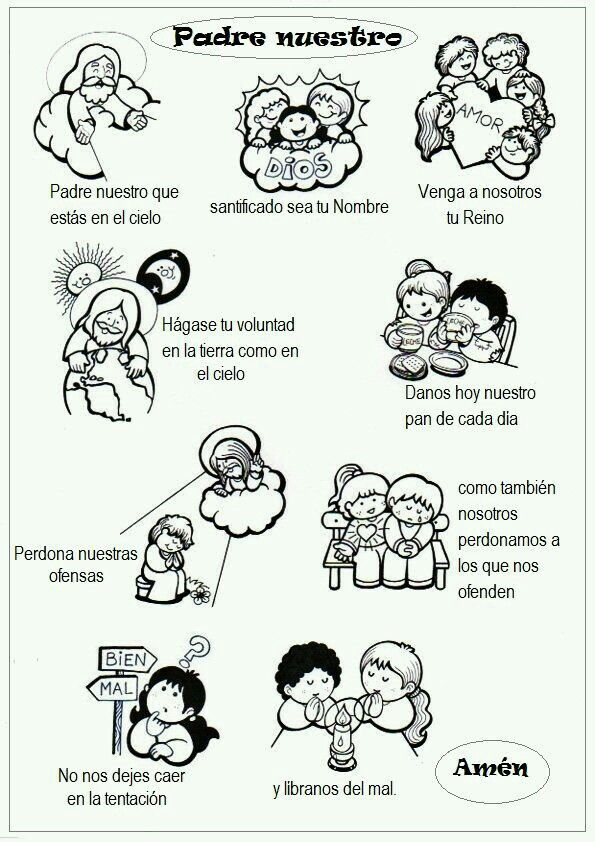 Padre nuestro
Padre nuestro que
estás en el cielo
DiOS
santificado sea tu Nombre
AMOR
Venga a nosotros
tu Reino
Hágase tu voluntad
en la tierra como en
el cielo
LECHE
LECHE
Danos hoy nuestro
pan de cada día
Perdona nuestras
ofensas
como también
nosotros
perdonamos a
los que nos
ofenden
BiEN
MAL
?
No nos dejes caer
en la tentación
y libranos del mal.
Amén